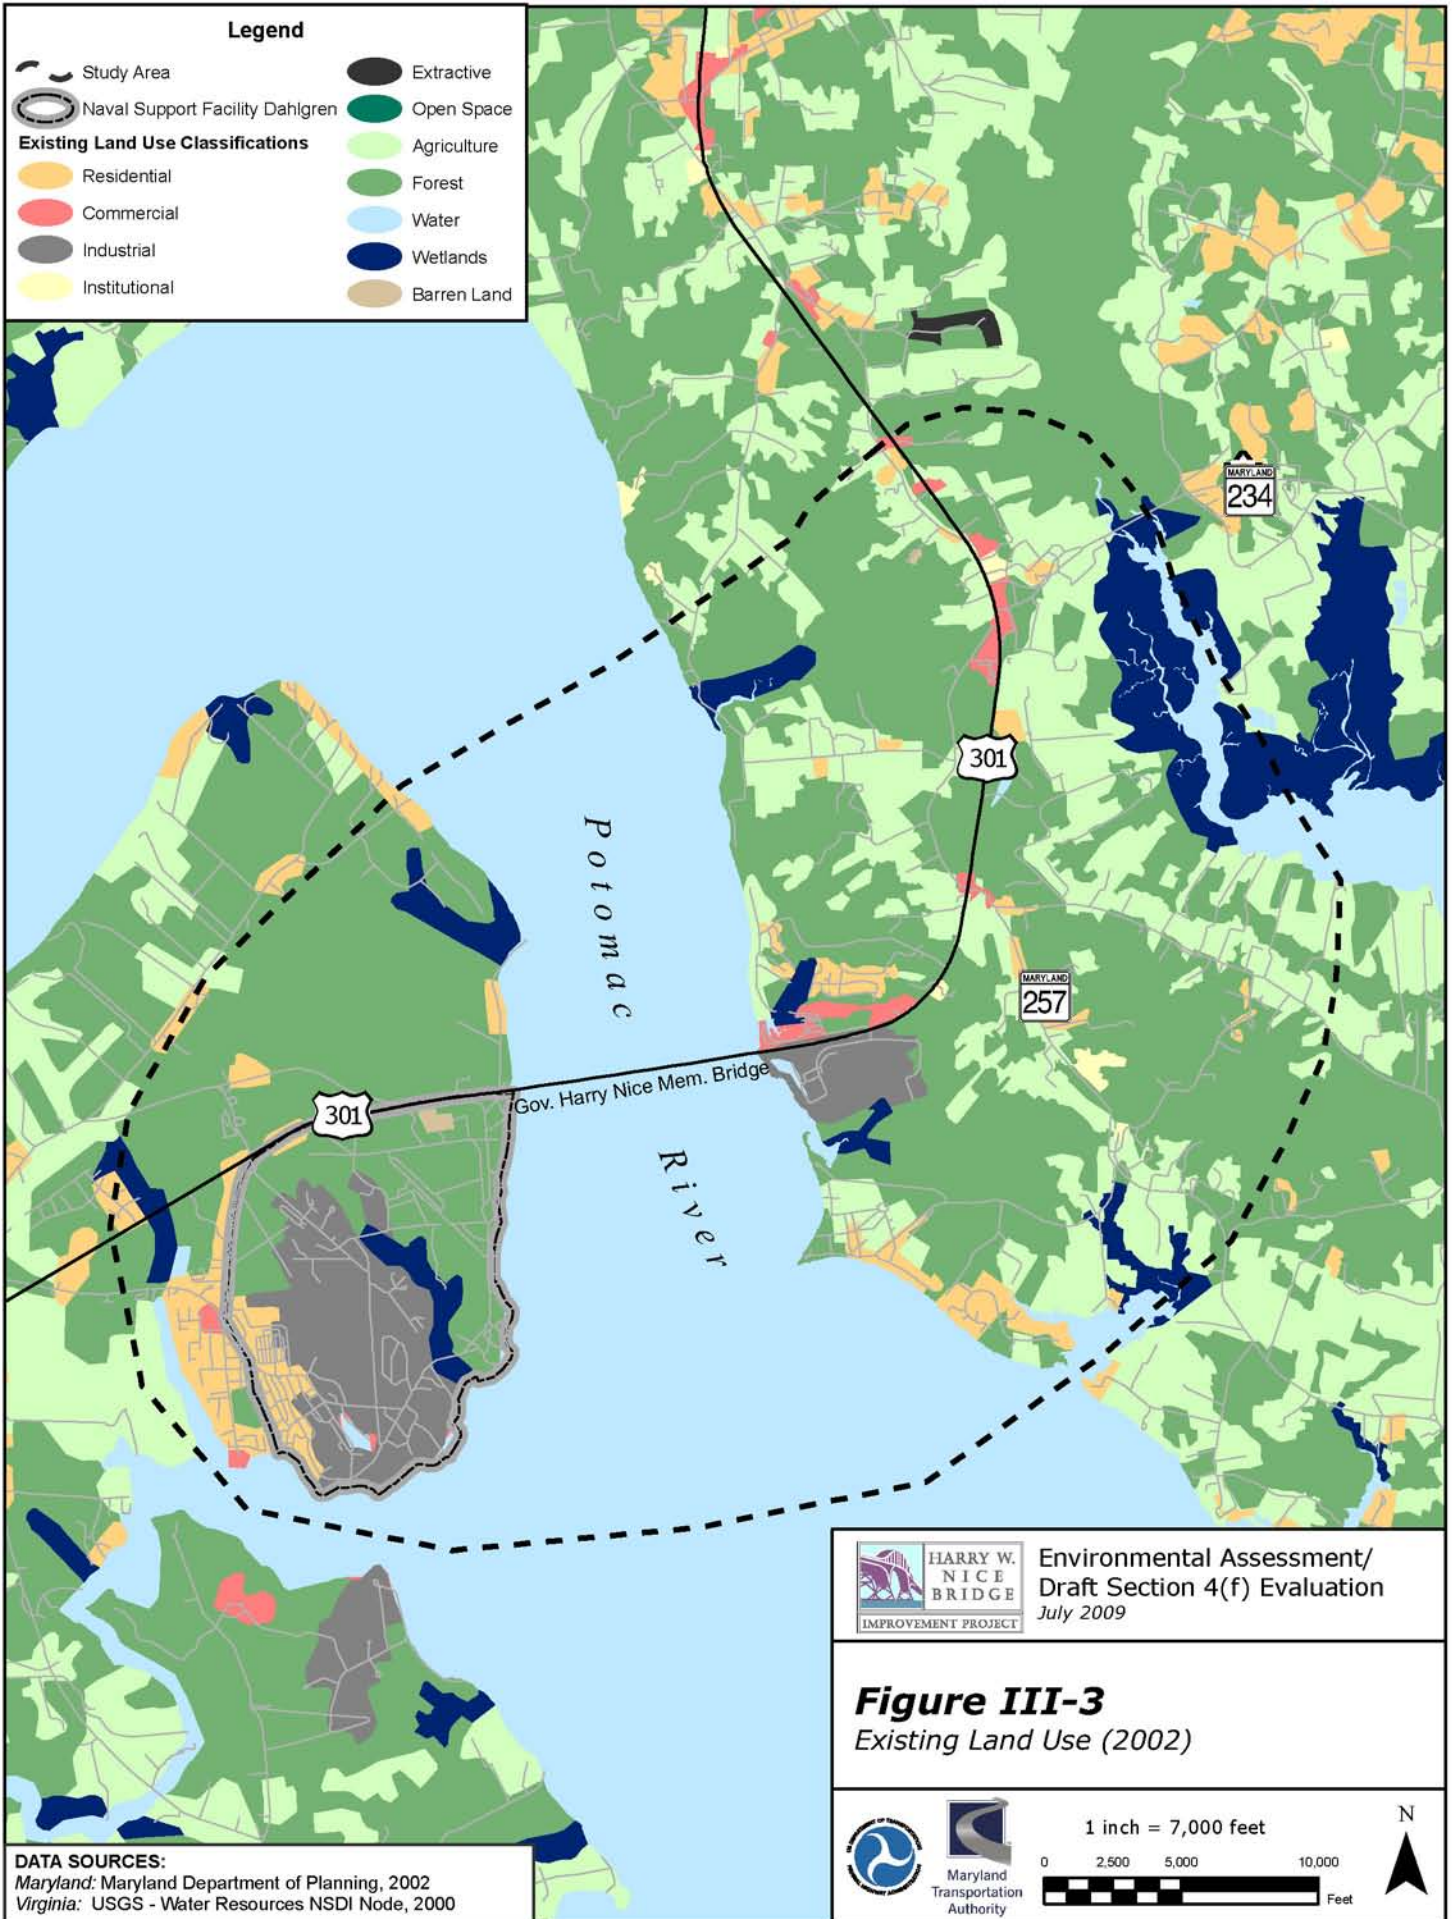 Legend
Study Area
Naval Support Facility Dahlgren
Existing Land Use Classifications
Residential
Commercial
Industrial
Institutional
Extractive
Open Space
Agriculture
Forest
Water
Wetlands
Barren Land
MARYLAND
234
301
Potomac
MARYLAND
257
Gov. Harry Nice Mem. Bridge
301
River
HARRY W.
NICE
BRIDGE
IMPROVEMENT PROJECT
Environmental Assessment/
Draft Section 4(f) Evaluation
July 2009
Figure III-3
Existing Land Use (2002)
Maryland
Transportation
Authority
1 inch = 7,000 feet
0 2,500 5,000 10,000
Feet
N
DATA SOURCES:
Maryland: Maryland Department of Planning, 2002
Virginia: USGS - Water Resources NSDI Node, 2000